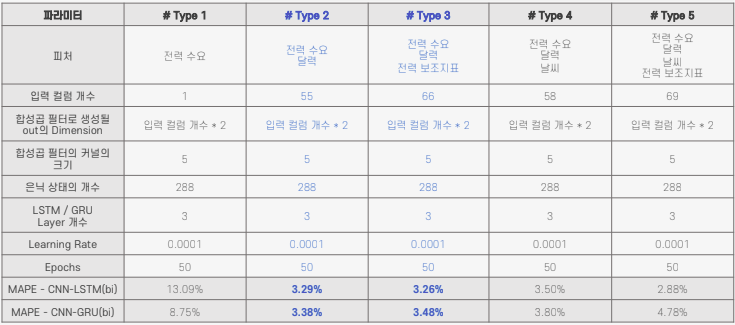 파라미터 # Type 1 # Type 2 # Type 3 # Type 4 # Type 5
피처 전력 수요 전력 수요 달력 전력 수요 달력 전력 보조지표 전력 수요 달력 날씨 전력 수요 달력 날씨 전력 보조지표
입력 컬럼 개수 1 55 66 58 69
합성곱 필터로 생성될
out의 Dimension 입력 컬럼 개수 * 2 입력 컬럼 개수 * 2 입력 컬럼 개수 * 2 입력 컬럼 개수 * 2 입력 컬럼 개수 * 2
합성곱 필터의 커널의
크기 5 5 5 5 5
은닉 상태의 개수 288 288 288 288 288
LSTM / GRU
Layer 개수 3 3 3 3 3
Learning Rate 0.0001 0.0001 0.0001 0.0001 0.0001
Epochs 50 50 50 50 50
MAPE - CNN-LSTM(bi) 13.09% 3.29% 3.26% 3.50% 2.88%
MAPE - CNN-GRU(bi) 8.75% 3.38% 3.48% 3.80% 4.78%